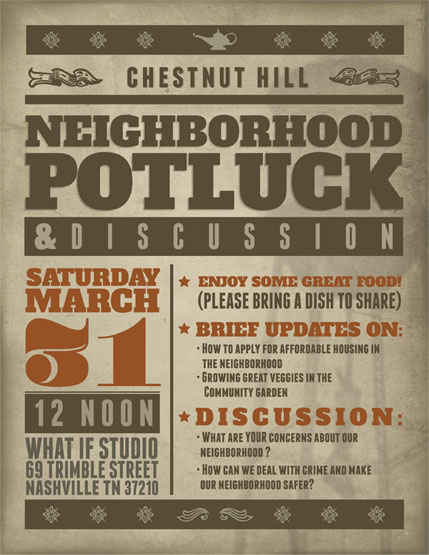 CHESTNUT HILL
NEIGHBORHOOD
POTLUCK
& DISCUSSION
SATURDAY
MARCH
31
12 NOON
WHAT IF STUDIO
69 TRIMBLE STREET
NASHVILLE TN 37210
★ ENJOY SOME GREAT FOOD!
(PLEASE BRING A DISH TO SHARE)
★ BRIEF UPDATES ON:
• HOW TO APPLY FOR AFFORDABLE HOUSING IN
THE NEIGHBORHOOD
• GROWING GREAT VEGGIES IN THE
COMMUNITY GARDEN
★ DISCUSSION:
• WHAT ARE YOUR CONCERNS ABOUT OUR
NEIGHBORHOOD ?
• HOW CAN WE DEAL WITH CRIME AND MAKE
OUR NEIGHBORHOOD SAFER?